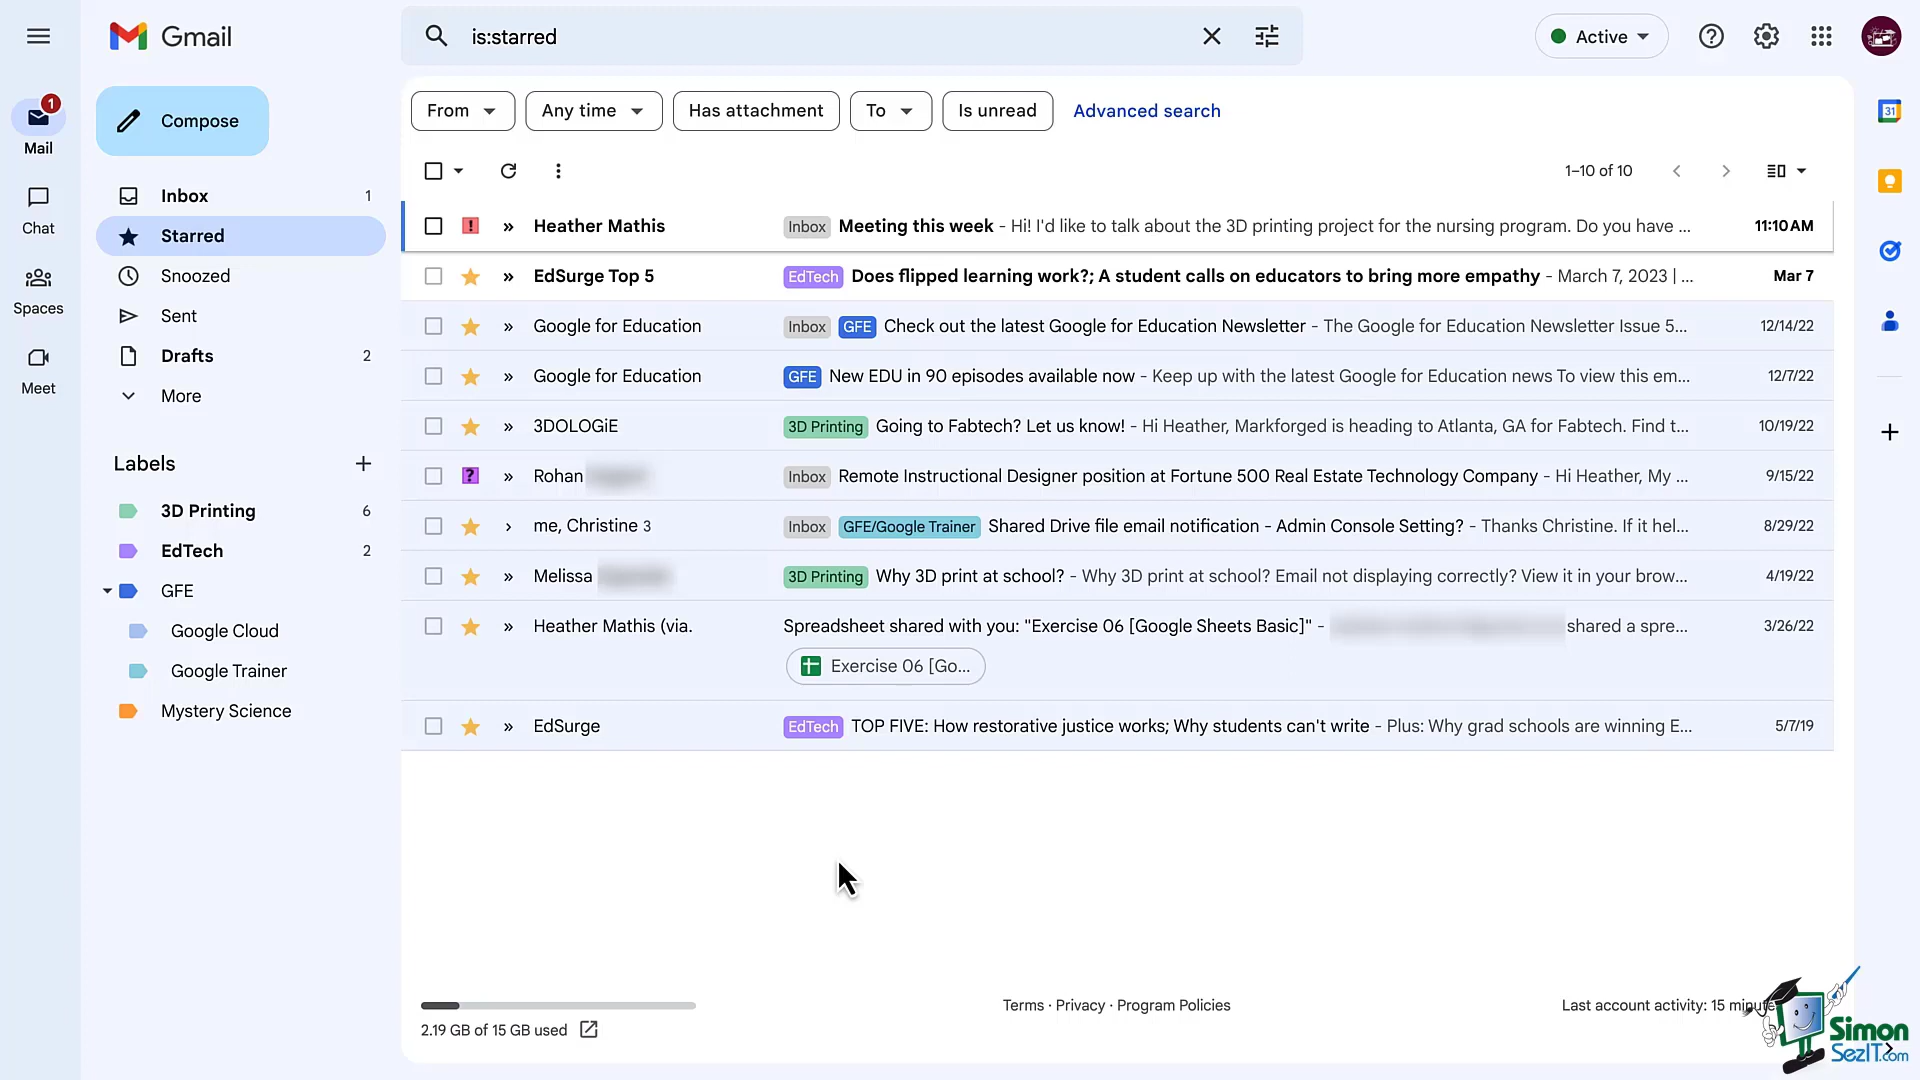 Gmail
is:starred
Active
1
Mail
Chat
Spaces
Meet
Compose
Inbox 1
Starred
Snoozed
Sent
Drafts 2
More
Labels
3D Printing 6
EdTech 2
GFE
Google Cloud
Google Trainer
Mystery Science
From Any time Has attachment To Is unread Advanced search
1–10 of 10
Heather Mathis Inbox Meeting this week - Hi! I'd like to talk about the 3D printing project for the nursing program. Do you have ... 11:10 AM
EdSurge Top 5 EdTech Does flipped learning work?; A student calls on educators to bring more empathy - March 7, 2023 | ... Mar 7
Google for Education Inbox GFE Check out the latest Google for Education Newsletter - The Google for Education Newsletter Issue 5... 12/14/22
Google for Education GFE New EDU in 90 episodes available now - Keep up with the latest Google for Education news To view this em... 12/7/22
3DOLOGiE 3D Printing Going to Fabtech? Let us know! - Hi Heather, Markforged is heading to Atlanta, GA for Fabtech. Find t... 10/19/22
Rohan Inbox Remote Instructional Designer position at Fortune 500 Real Estate Technology Company - Hi Heather, My ... 9/15/22
me, Christine 3 Inbox GFE/Google Trainer Shared Drive file email notification - Admin Console Setting? - Thanks Christine. If it hel... 8/29/22
Melissa 3D Printing Why 3D print at school? - Why 3D print at school? Email not displaying correctly? View it in your brow... 4/19/22
Heather Mathis (via. Spreadsheet shared with you: "Exercise 06 [Google Sheets Basic]" - shared a spre... 3/26/22
Exercise 06 [Go...
EdSurge EdTech TOP FIVE: How restorative justice works; Why students can't write - Plus: Why grad schools are winning E... 5/7/19
2.19 GB of 15 GB used
Terms · Privacy · Program Policies
Last account activity: 15 minute
31
Simon
SezIT.com